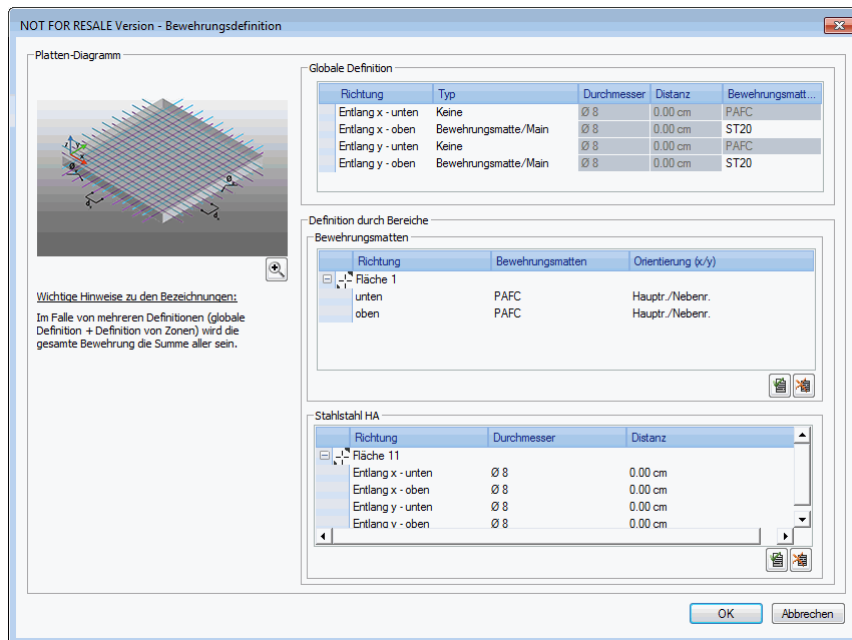 NOT FOR RESALE Version - Bewehrungsdefinition
Platten-Diagramm
Wichtige Hinweise zu den Bezeichnungen:
Im Falle von mehreren Definitionen (globale
Definition + Definition von Zonen) wird die
gesamte Bewehrung die Summe aller sein.
Globale Definition
Richtung Typ Durchmesser Distanz Bewehrungsmatt...
Entlang x - unten Keine Ø 8 0.00 cm PAFC
Entlang x - oben Bewehrungsmatte/Main Ø 8 0.00 cm ST20
Entlang y - unten Keine Ø 8 0.00 cm PAFC
Entlang y - oben Bewehrungsmatte/Main Ø 8 0.00 cm ST20
Definition durch Bereiche
Bewehrungsmatten
Richtung Bewehrungsmatten Orientierung (x/y)
Fläche 1
unten PAFC Hauptr./Nebenr.
oben PAFC Hauptr./Nebenr.
Stahlstahl HA
Richtung Durchmesser Distanz
Fläche 11
Entlang x - unten Ø 8 0.00 cm
Entlang x - oben Ø 8 0.00 cm
Entlang y - unten Ø 8 0.00 cm
Entlang y - oben Ø 8 0.00 cm
OK Abbrechen